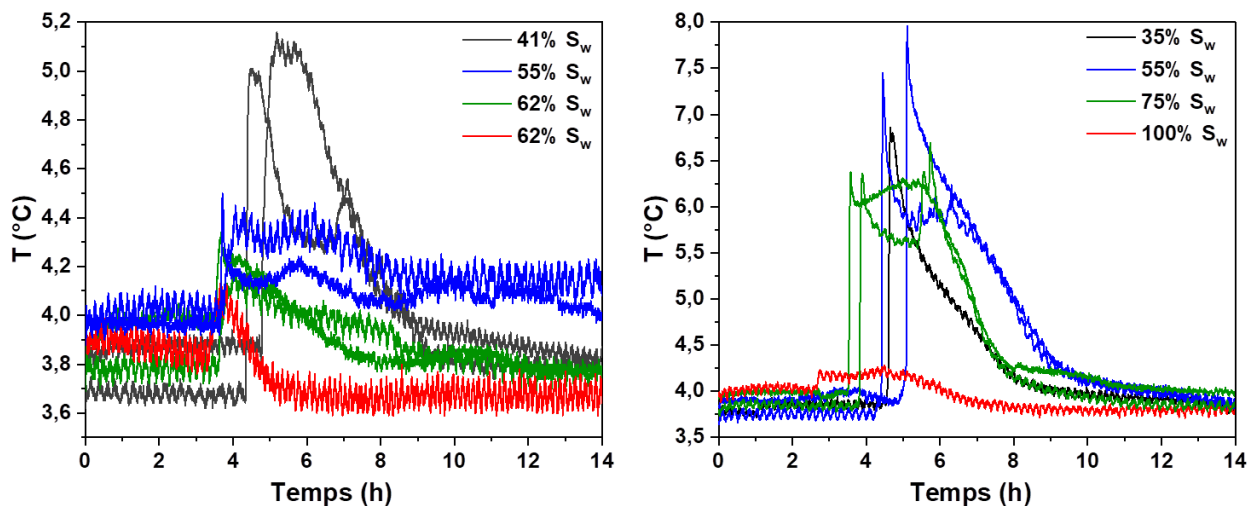 5,2
5,0
4,8
4,6
4,4
4,2
4,0
3,8
3,6
T (°C)
0 2 4 6 8 10 12 14
Temps (h)
41% Sw
55% Sw
62% Sw
62% Sw
8,0
7,5
7,0
6,5
6,0
5,5
5,0
4,5
4,0
3,5
T (°C)
0 2 4 6 8 10 12 14
Temps (h)
35% Sw
55% Sw
75% Sw
100% Sw